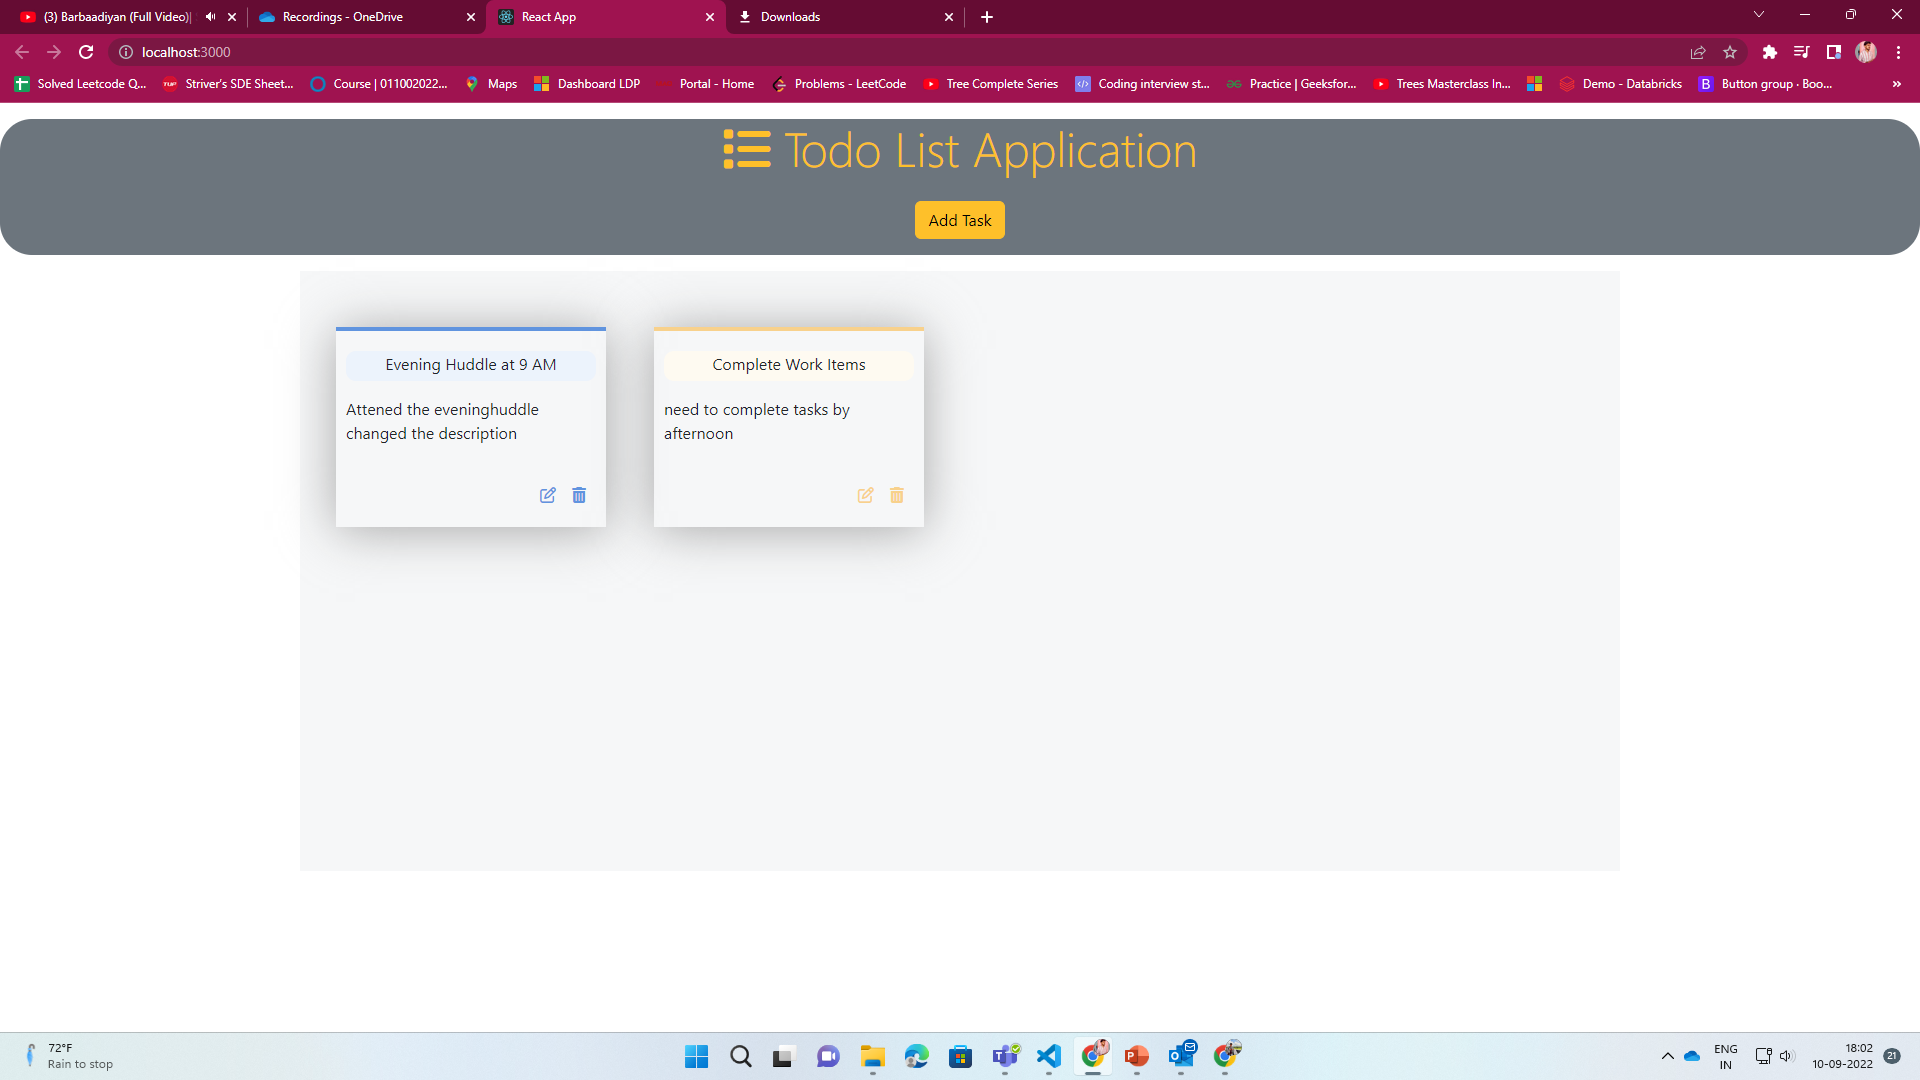 (3) Barbaadiyan (Full Video)|
Recordings - OneDrive
React App
Downloads
localhost:3000
Solved Leetcode Q...
Striver's SDE Sheet...
Course | 011002022...
Maps
Dashboard LDP
Portal - Home
Problems - LeetCode
Tree Complete Series
Coding interview st...
Practice | Geeksfor...
Trees Masterclass In...
Demo - Databricks
Button group · Boo...
Todo List Application
Add Task
Evening Huddle at 9 AM
Attened the eveninghuddle
changed the description
Complete Work Items
need to complete tasks by
afternoon
72°F
Rain to stop
ENG
IN
18:02
10-09-2022
21